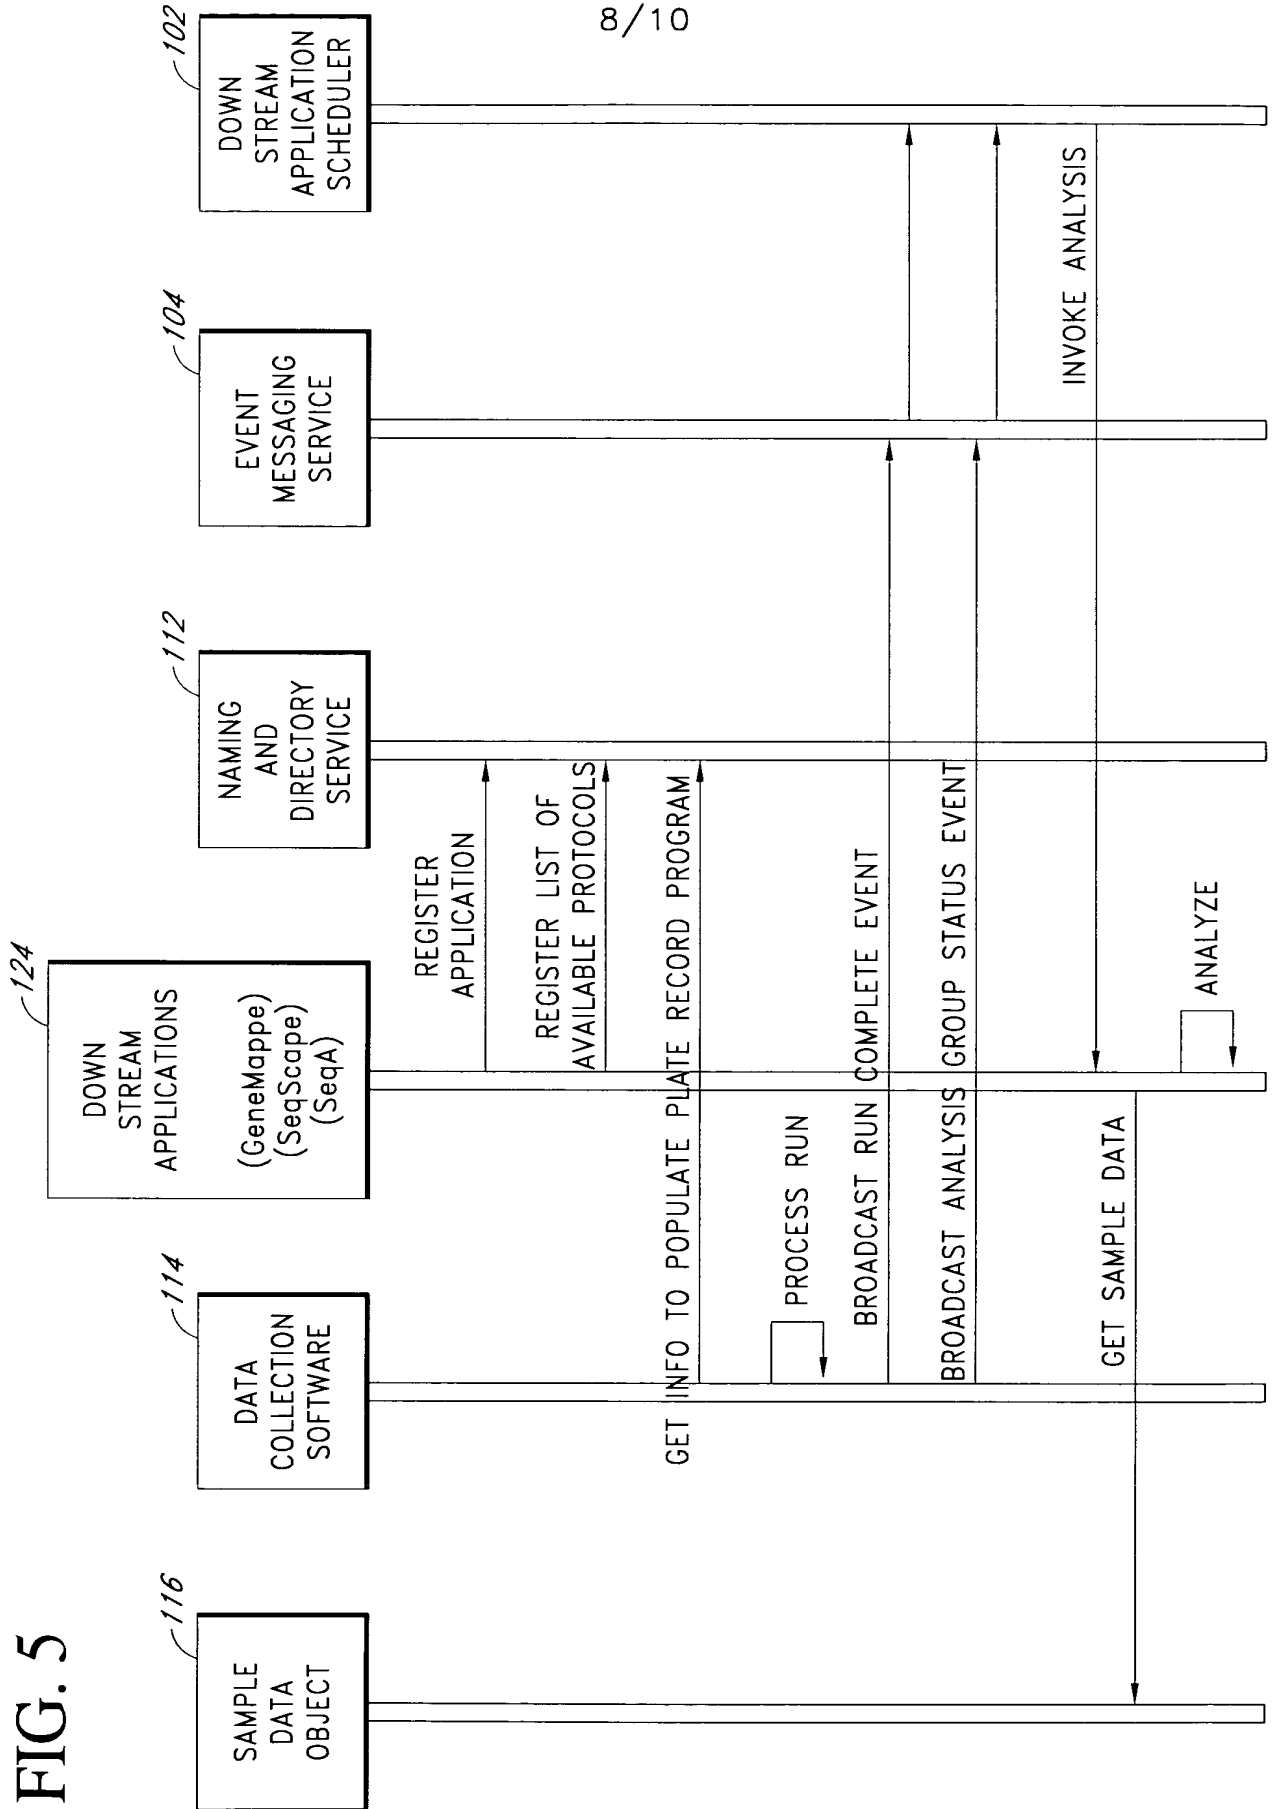 8/10
FIG. 5
116
SAMPLE
DATA
OBJECT
114
DATA
COLLECTION
SOFTWARE
124
DOWN
STREAM
APPLICATIONS
(GeneMappe)
(SeqScape)
(SeqA)
112
NAMING
AND
DIRECTORY
SERVICE
104
EVENT
MESSAGING
SERVICE
102
DOWN
STREAM
APPLICATION
SCHEDULER
REGISTER
APPLICATION
REGISTER LIST OF
AVAILABLE PROTOCOLS
GET INFO TO POPULATE PLATE RECORD PROGRAM
PROCESS RUN
BROADCAST RUN COMPLETE EVENT
BROADCAST ANALYSIS GROUP STATUS EVENT
INVOKE ANALYSIS
GET SAMPLE DATA
ANALYZE